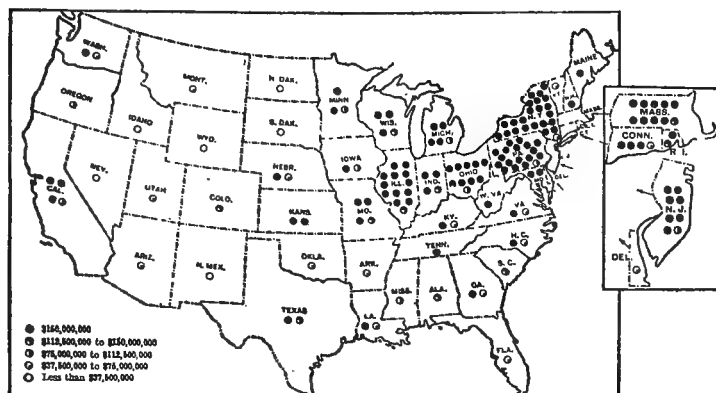 WASH.
MONT.
N. DAK.
MINN
MAINE
OREGON
IDAHO
S. DAK.
WIS.
MICH.
WYO.
NEV.
NEBR.
IOWA
UTAH
COLO.
CAL.
ILL.
IND.
OHIO
W. VA.
VA
KANS.
MO.
KY.
N. C.
TENN.
ARIZ.
N. MEX.
OKLA.
ARK.
S. C.
MISS.
ALA.
GA.
TEXAS
LA.
FLA.
MASS.
CONN.
R. I.
N. J.
DEL.
$150,000,000
$112,500,000 to $150,000,000
$75,000,000 to $112,500,000
$37,500,000 to $75,000,000
Less than $37,500,000